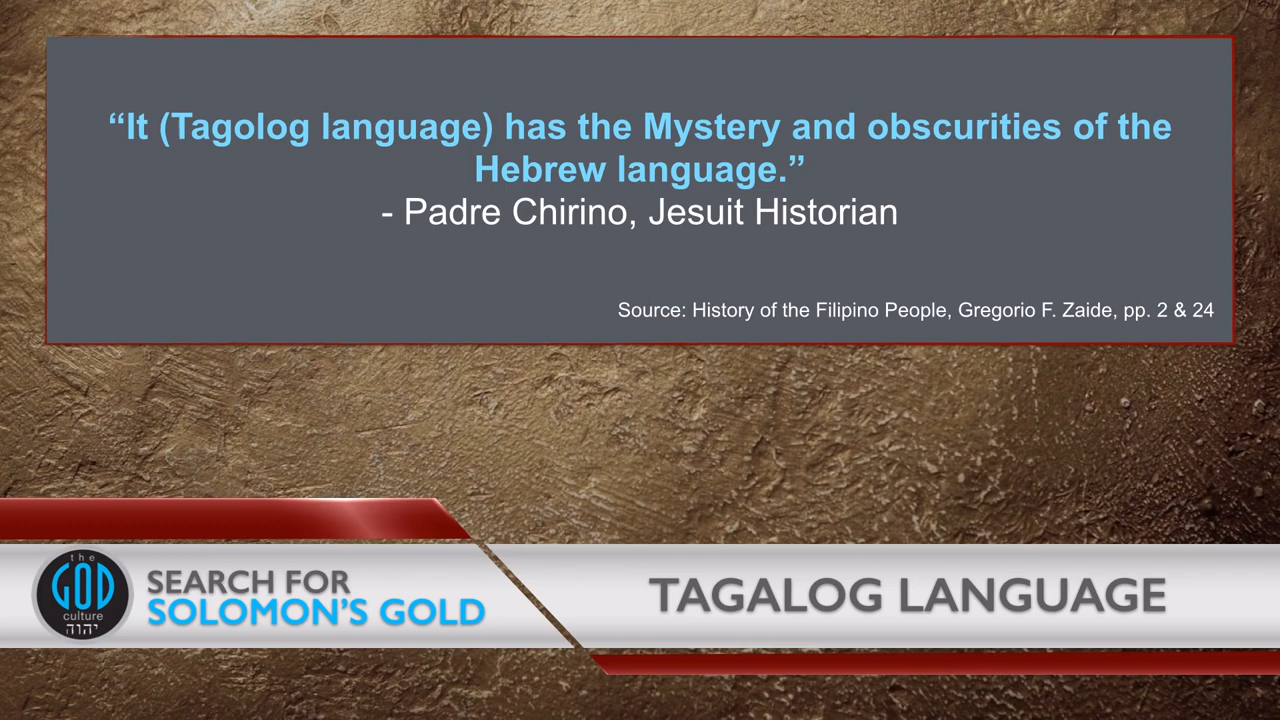 “It (Tagolog language) has the Mystery and obscurities of the
Hebrew language.”
- Padre Chirino, Jesuit Historian
Source: History of the Filipino People, Gregorio F. Zaide, pp. 2 & 24
the
GOD
culture
יהוה
SEARCH FOR
SOLOMON’S GOLD
TAGALOG LANGUAGE